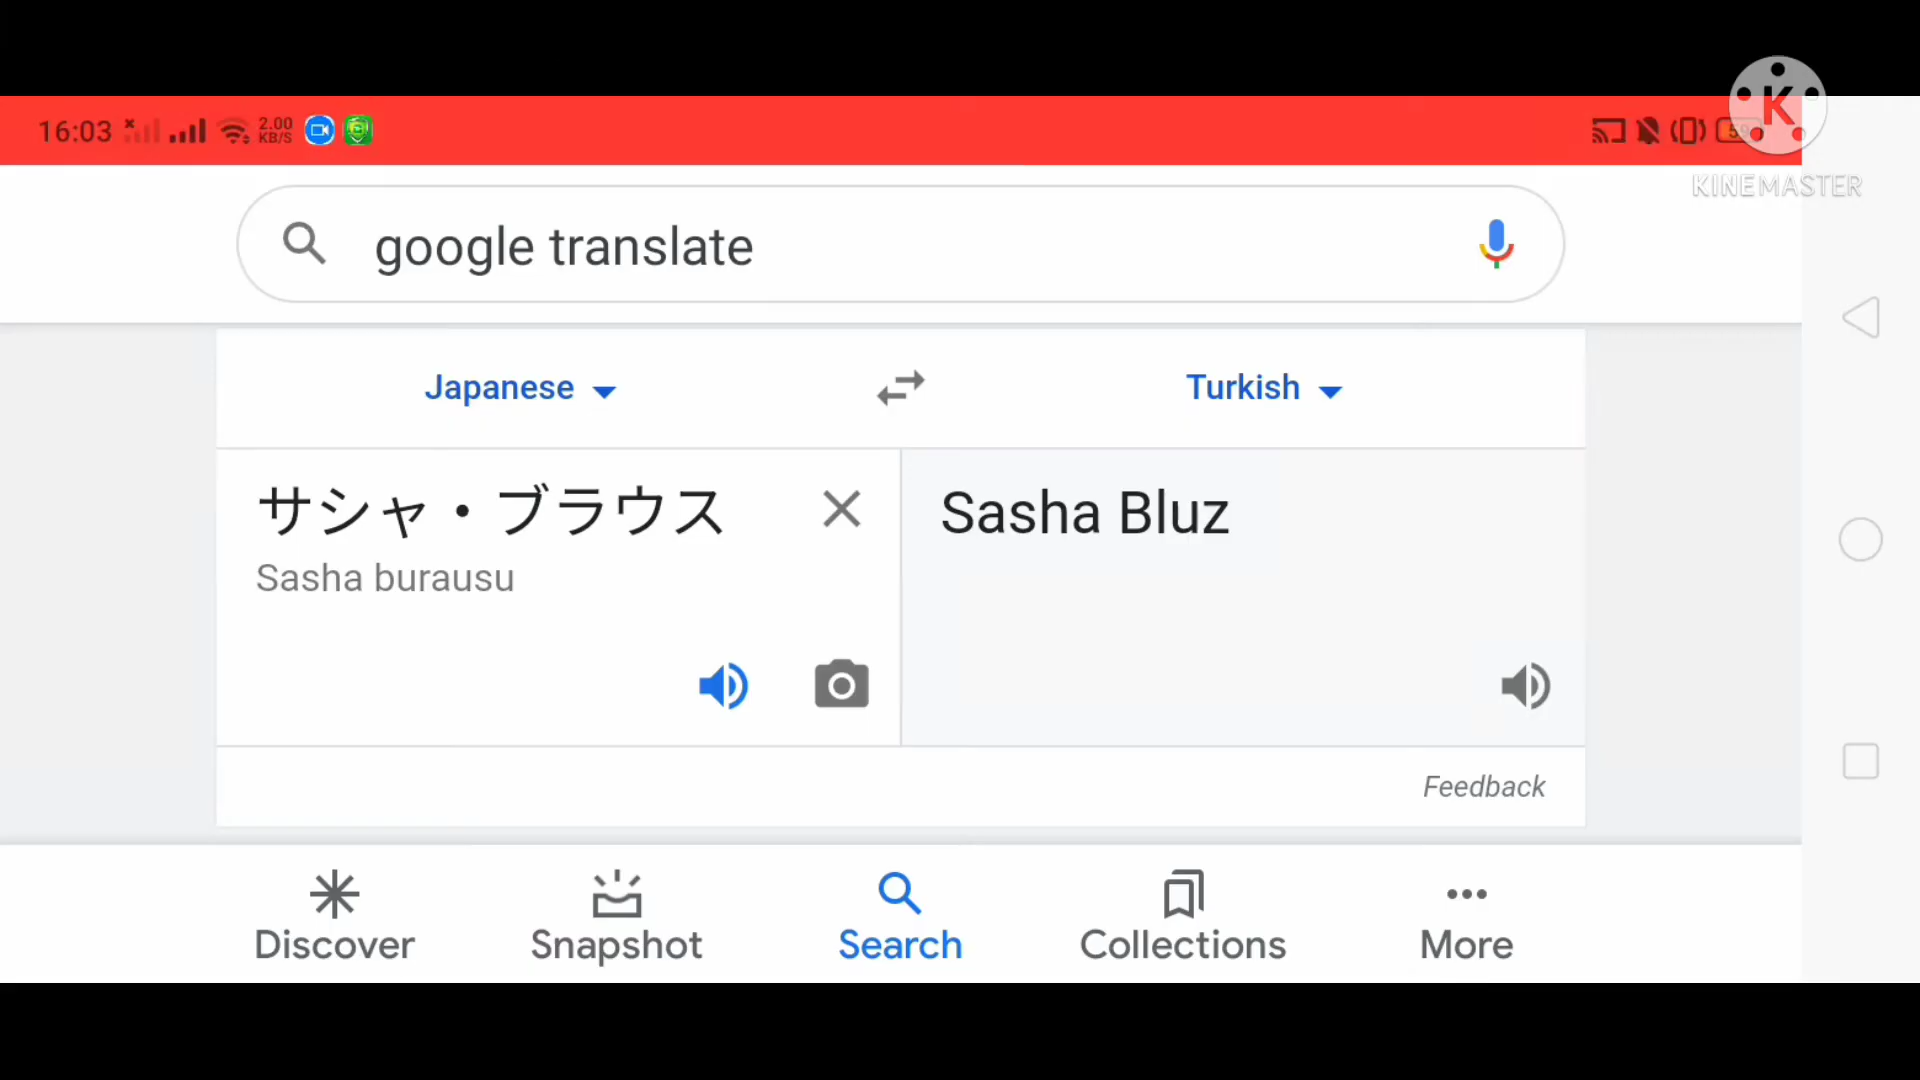 16:03 2.00 KB/S 59
K
KINEMASTER
google translate
Japanese Turkish
サシャ・ブラウス Sasha Bluz
Sasha burausu
Feedback
Discover Snapshot Search Collections More